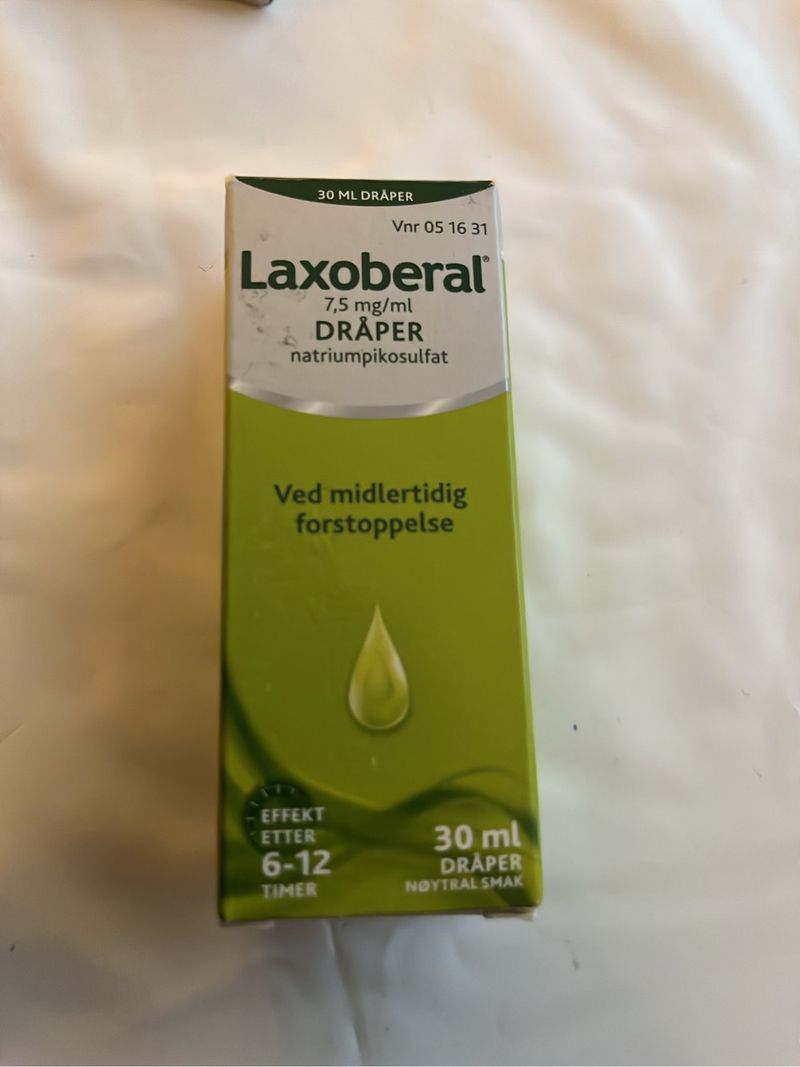 30 ML DRÅPER
Vnr 05 16 31
Laxoberal®
7,5 mg/ml
DRÅPER
natriumpikosulfat
Ved midlertidig
forstoppelse
EFFEKT
ETTER
6-12
TIMER
30 ml
DRÅPER
NØYTRAL SMAK